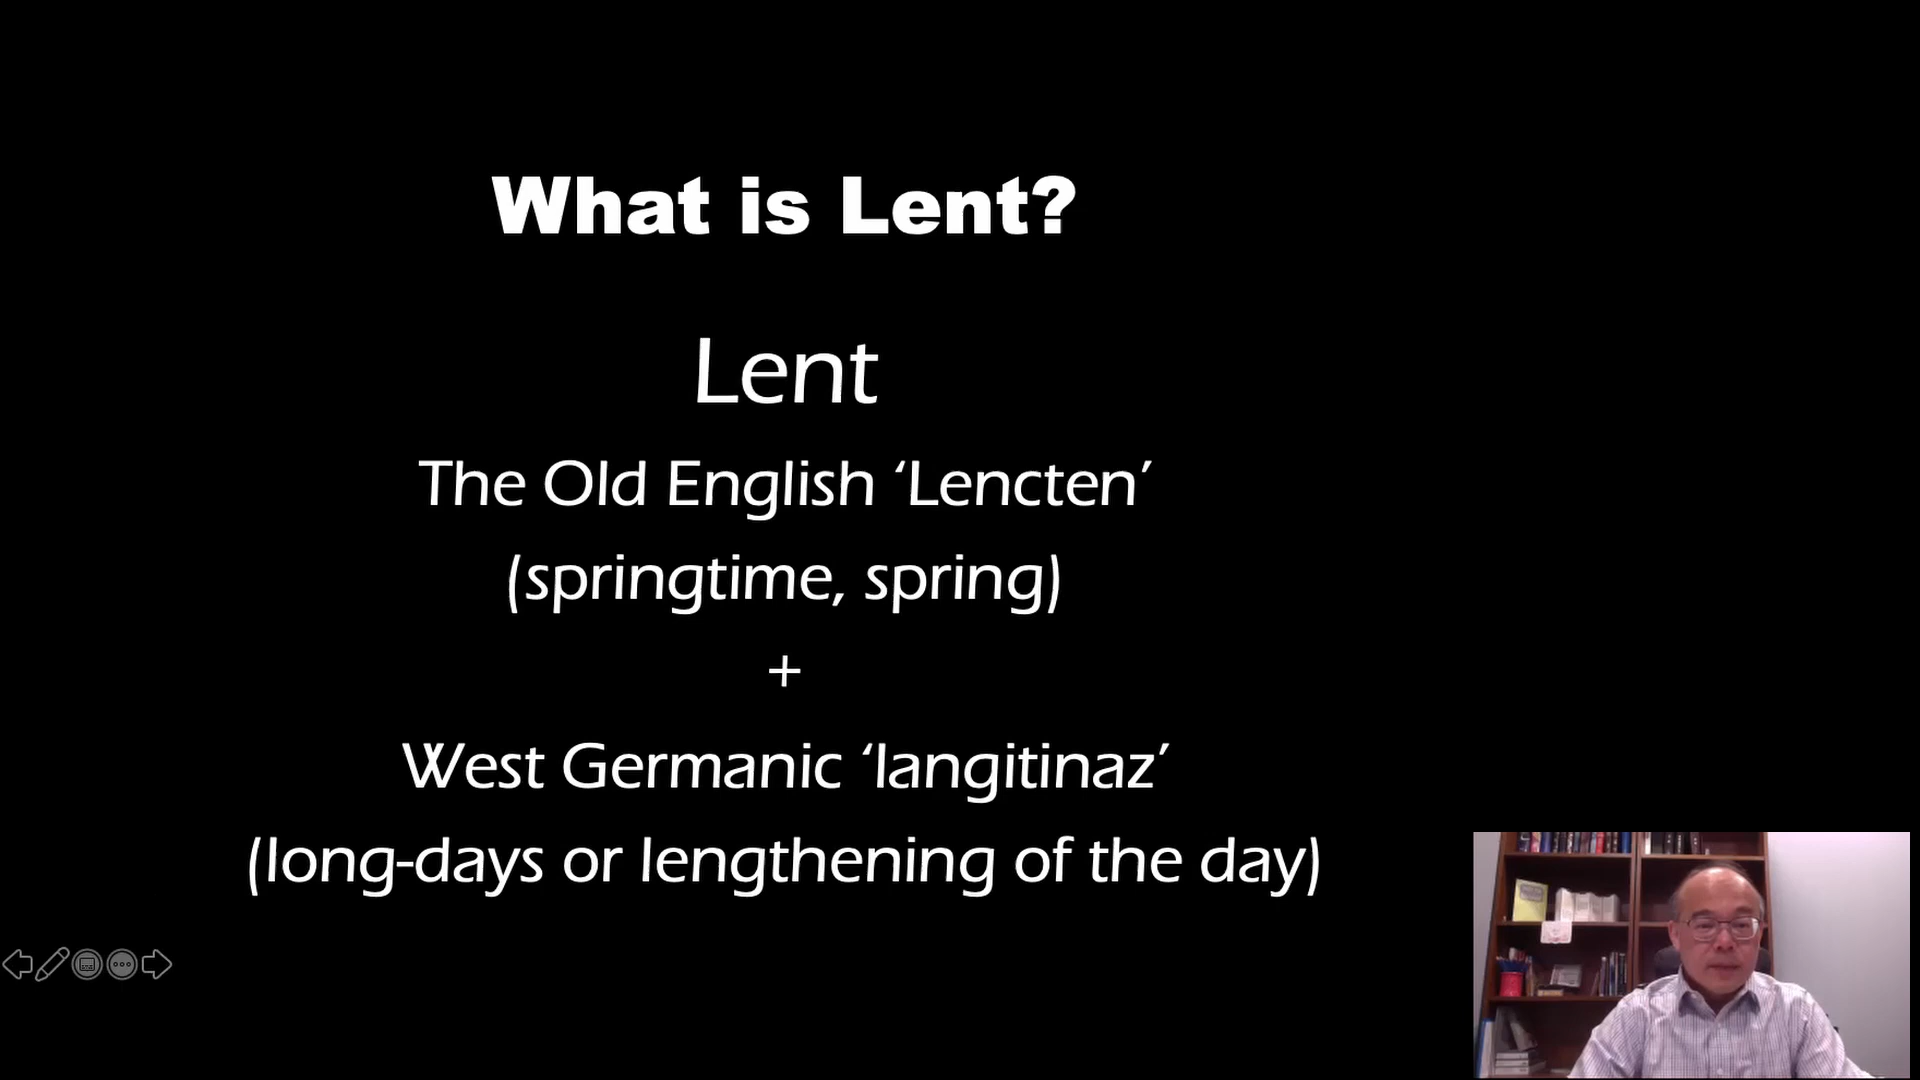 What is Lent?
Lent
The Old English ‘Lencten’
(springtime, spring)
+
West Germanic ‘langitinaz’
(long-days or lengthening of the day)